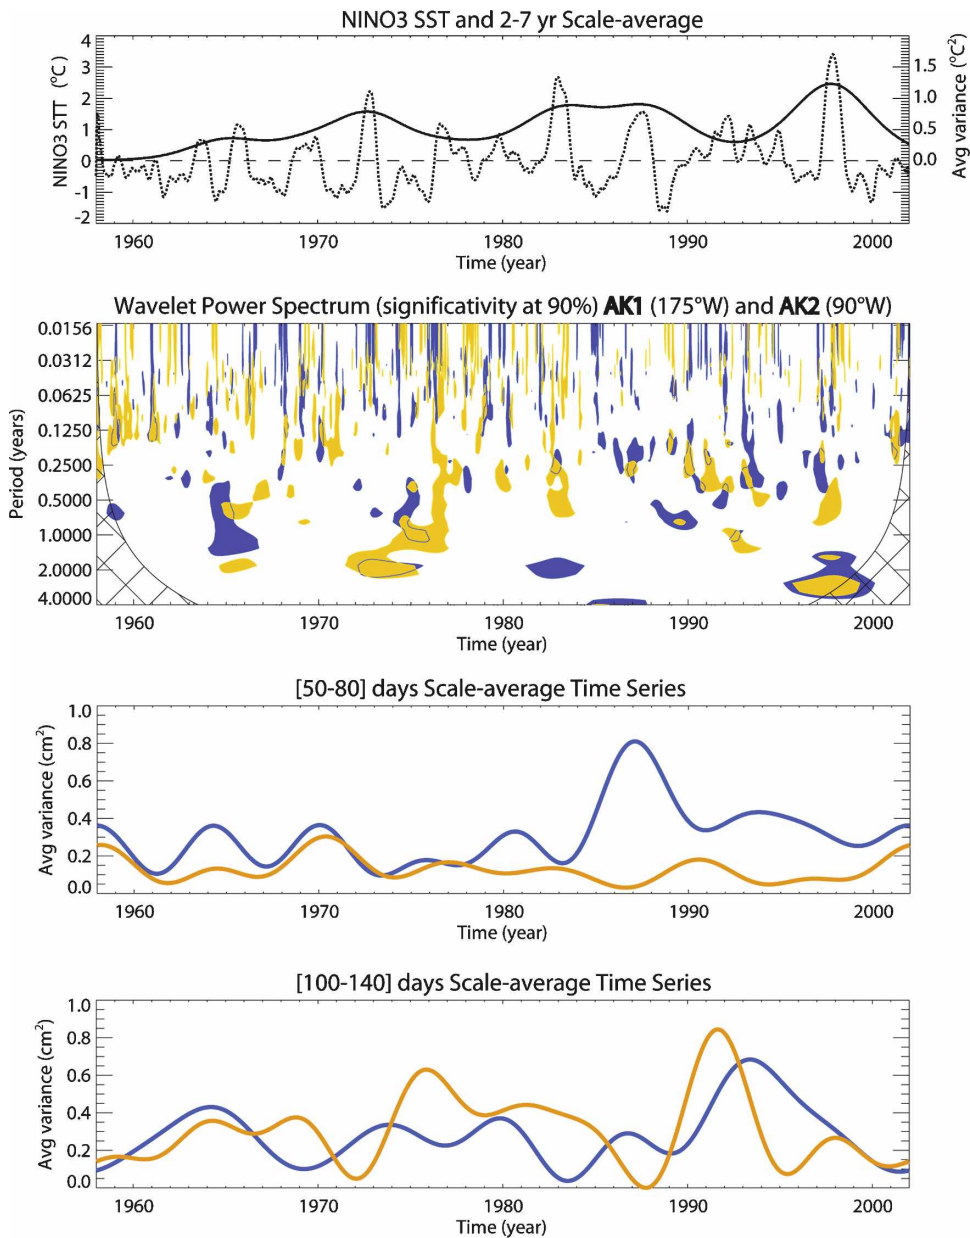 NINO3 SST and 2-7 yr Scale-average
NINO3 STT (°C)
4
3
2
1
0
-1
-2
1.5
1.0
0.5
0.0
Avg variance (°C²)
1960 1970 1980 1990 2000
Time (year)
Wavelet Power Spectrum (significativity at 90%) AK1 (175°W) and AK2 (90°W)
Period (years)
0.0156
0.0312
0.0625
0.1250
0.2500
0.5000
1.0000
2.0000
4.0000
1960 1970 1980 1990 2000
Time (year)
[50-80] days Scale-average Time Series
Avg variance (cm²)
1.0
0.8
0.6
0.4
0.2
0.0
1960 1970 1980 1990 2000
Time (year)
[100-140] days Scale-average Time Series
Avg variance (cm²)
1.0
0.8
0.6
0.4
0.2
0.0
1960 1970 1980 1990 2000
Time (year)